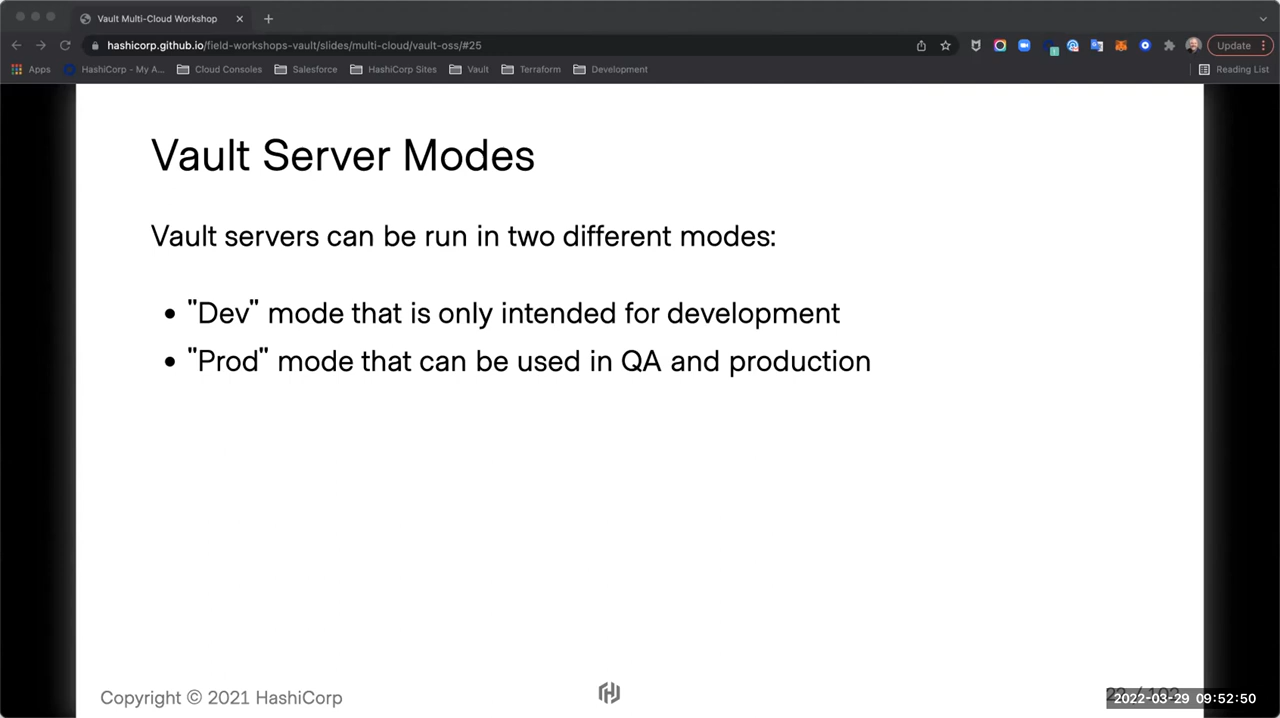 Vault Multi-Cloud Workshop
hashicorp.github.io/field-workshops-vault/slides/multi-cloud/vault-oss/#25
Update
Apps
HashiCorp - My A...
Cloud Consoles
Salesforce
HashiCorp Sites
Vault
Terraform
Development
Reading List
Vault Server Modes
Vault servers can be run in two different modes:
• "Dev" mode that is only intended for development
• "Prod" mode that can be used in QA and production
Copyright © 2021 HashiCorp
2022-03-29 09:52:50